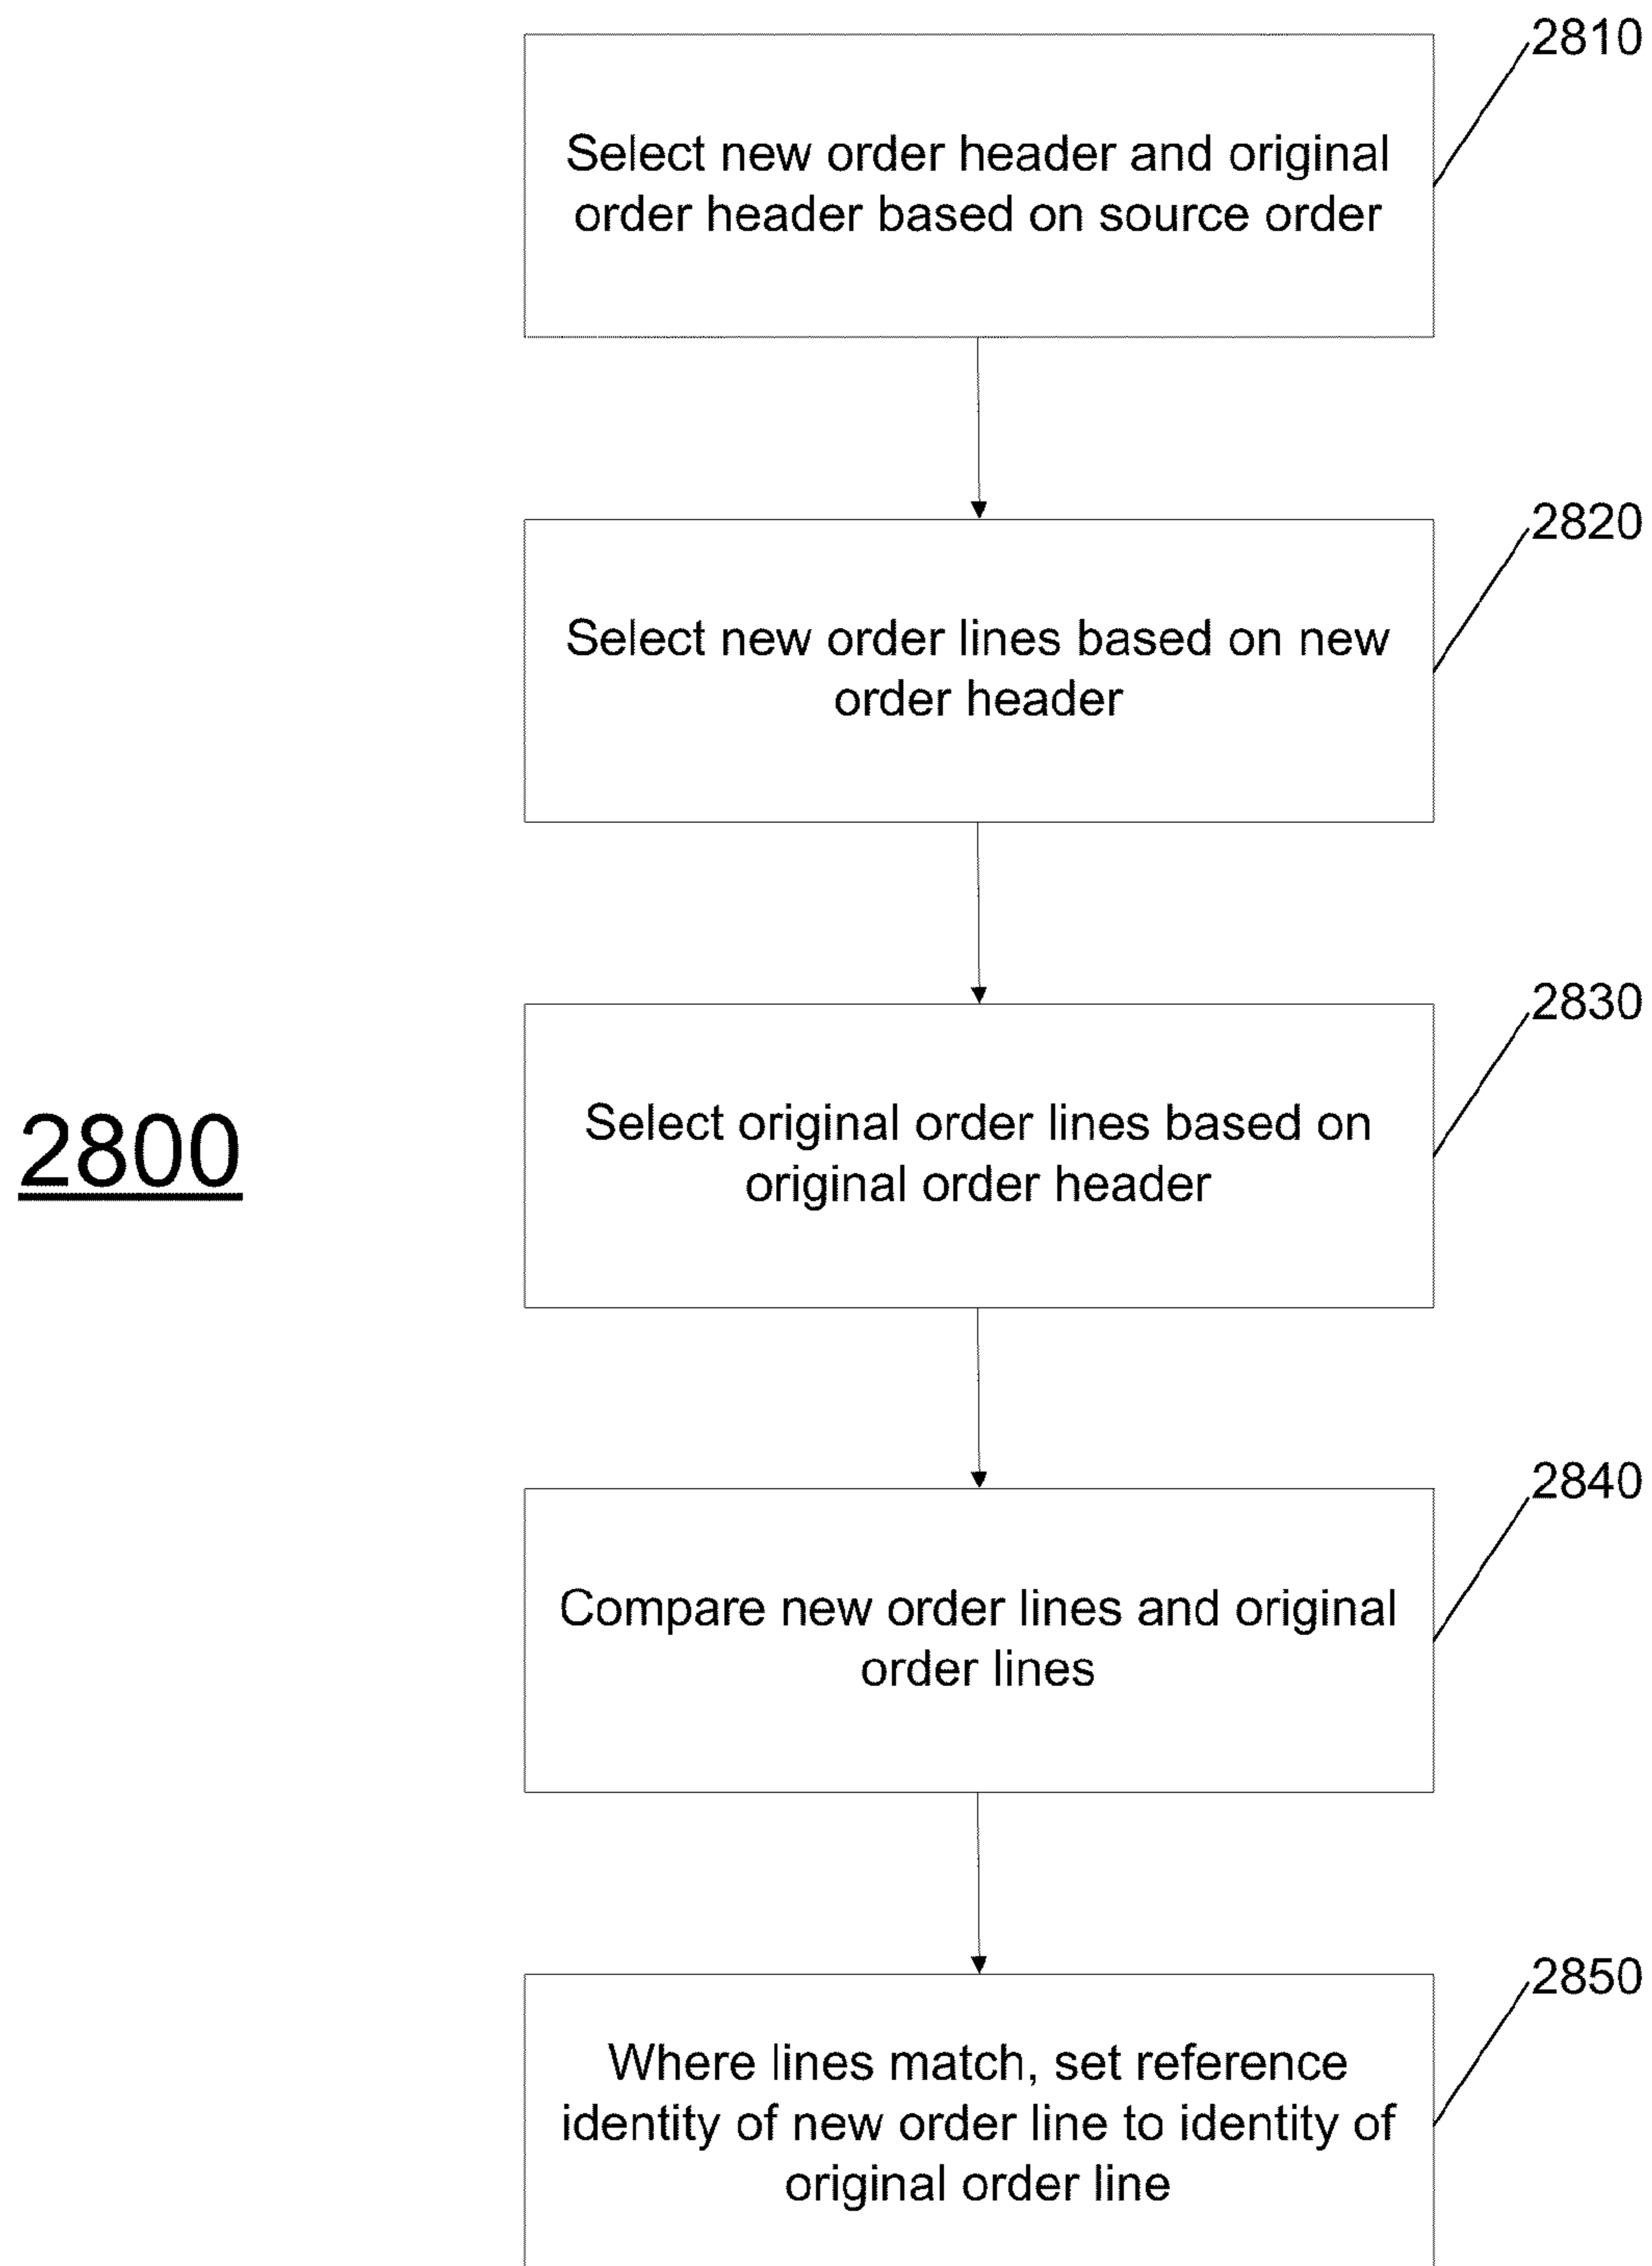 2810
Select new order header and original
order header based on source order
2820
Select new order lines based on new
order header
2830
Select original order lines based on
original order header
2800
2840
Compare new order lines and original
order lines
2850
Where lines match, set reference
identity of new order line to identity of
original order line